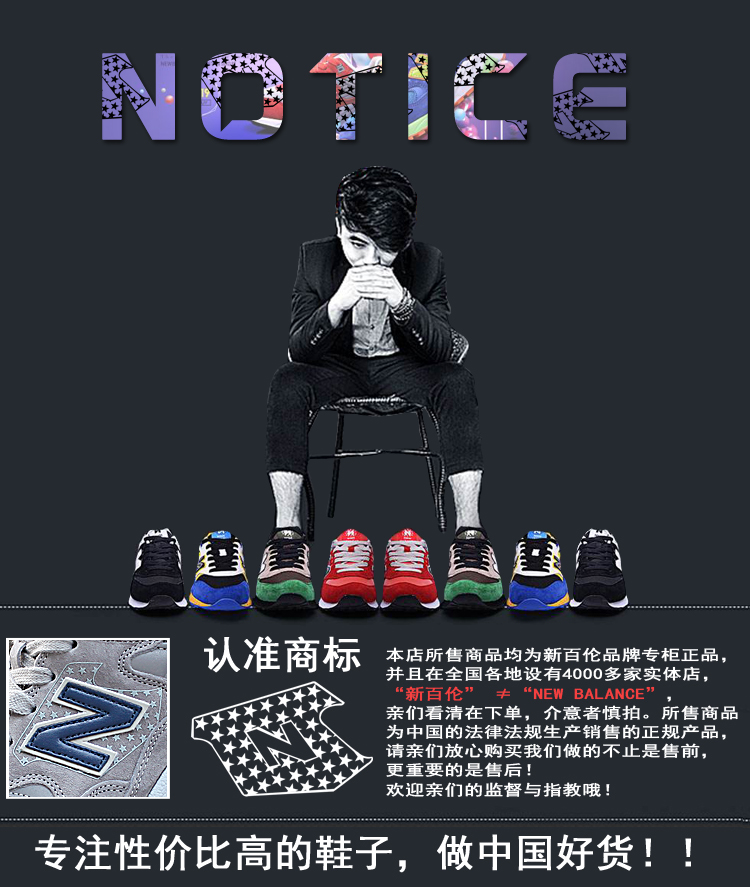 NOTICE
认准商标
本店所售商品均为新百伦品牌专柜正品，
并且在全国各地设有4000多家实体店，
“新百伦” ≠“NEW BALANCE”，
亲们看清在下单，介意者慎拍。所售商品
为中国的法律法规生产销售的正规产品，
请亲们放心购买我们做的不止是售前，
更重要的是售后！
欢迎亲们的监督与指教哦！
N
N
专注性价比高的鞋子，做中国好货！！